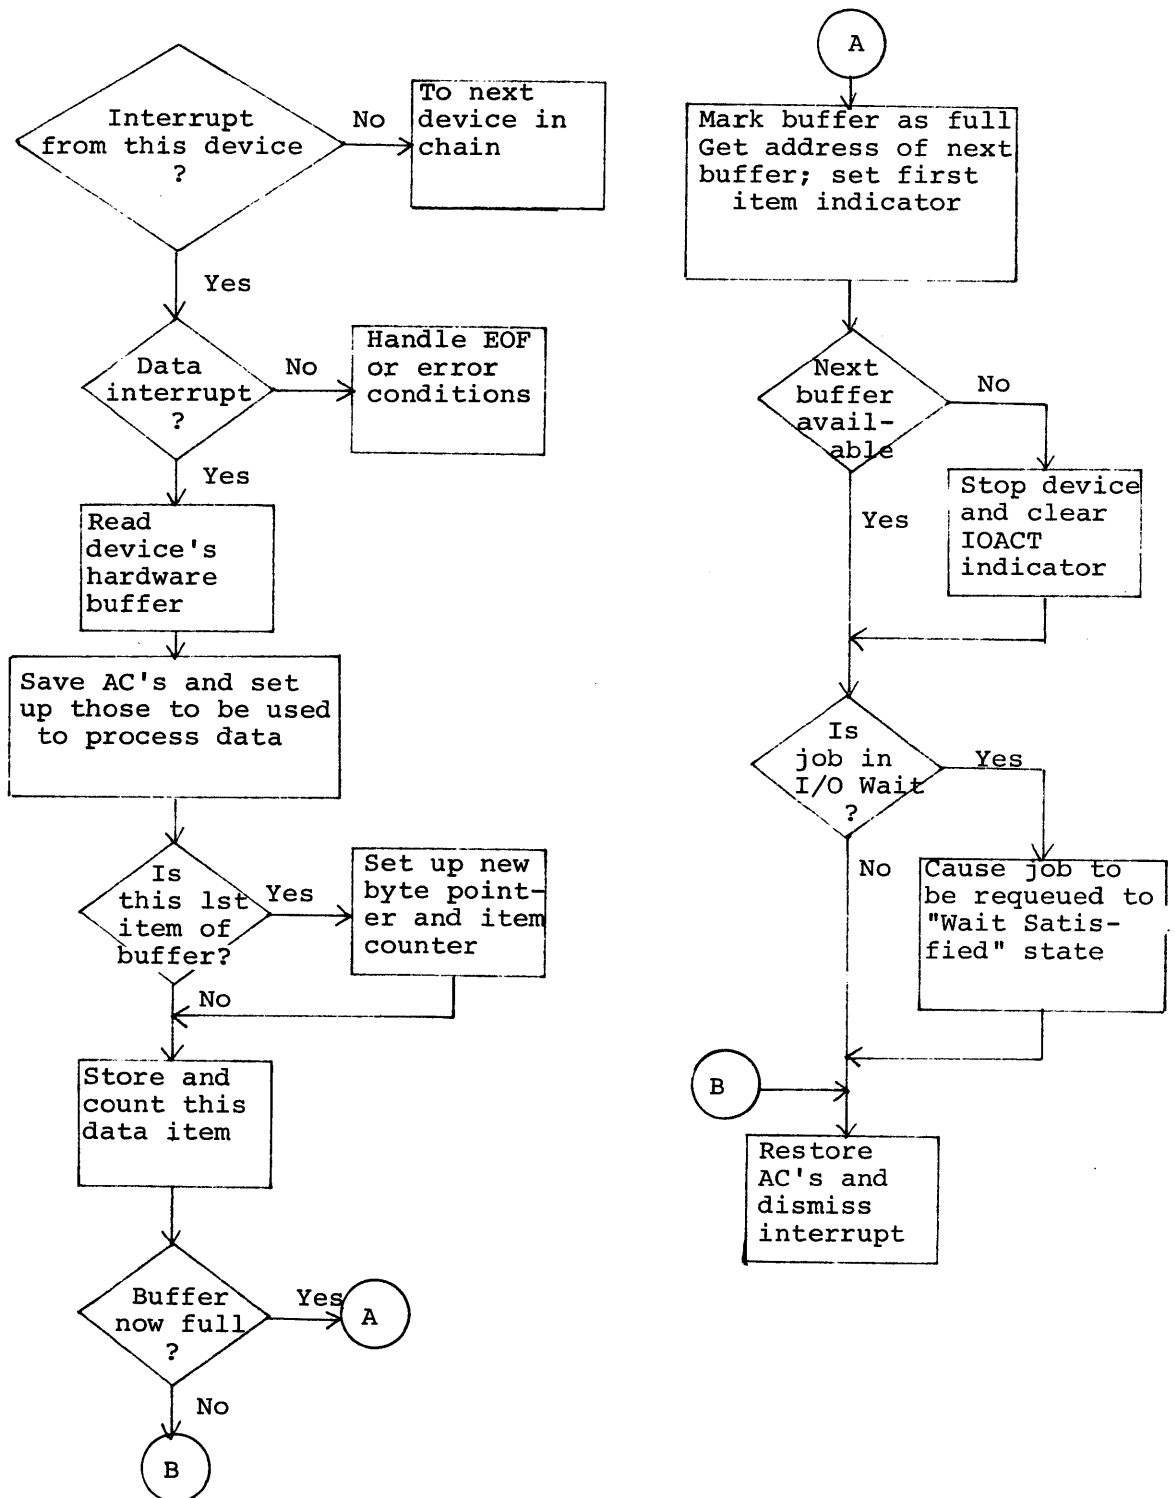 Interrupt
from this device
?
No
To next
device in
chain
Yes
Data
interrupt
?
No
Handle EOF
or error
conditions
Yes
Read
device's
hardware
buffer
Save AC's and set
up those to be used
to process data
Is
this 1st
item of
buffer?
Yes
Set up new
byte point-
er and item
counter
No
Store and
count this
data item
Buffer
now full
?
Yes
A
No
B
A
Mark buffer as full
Get address of next
buffer; set first
item indicator
Next
buffer
avail-
able
No
Stop device
and clear
IOACT
indicator
Yes
Is
job in
I/O Wait
?
Yes
Cause job to
be requeued to
"Wait Satis-
fied" state
No
B
Restore
AC's and
dismiss
interrupt